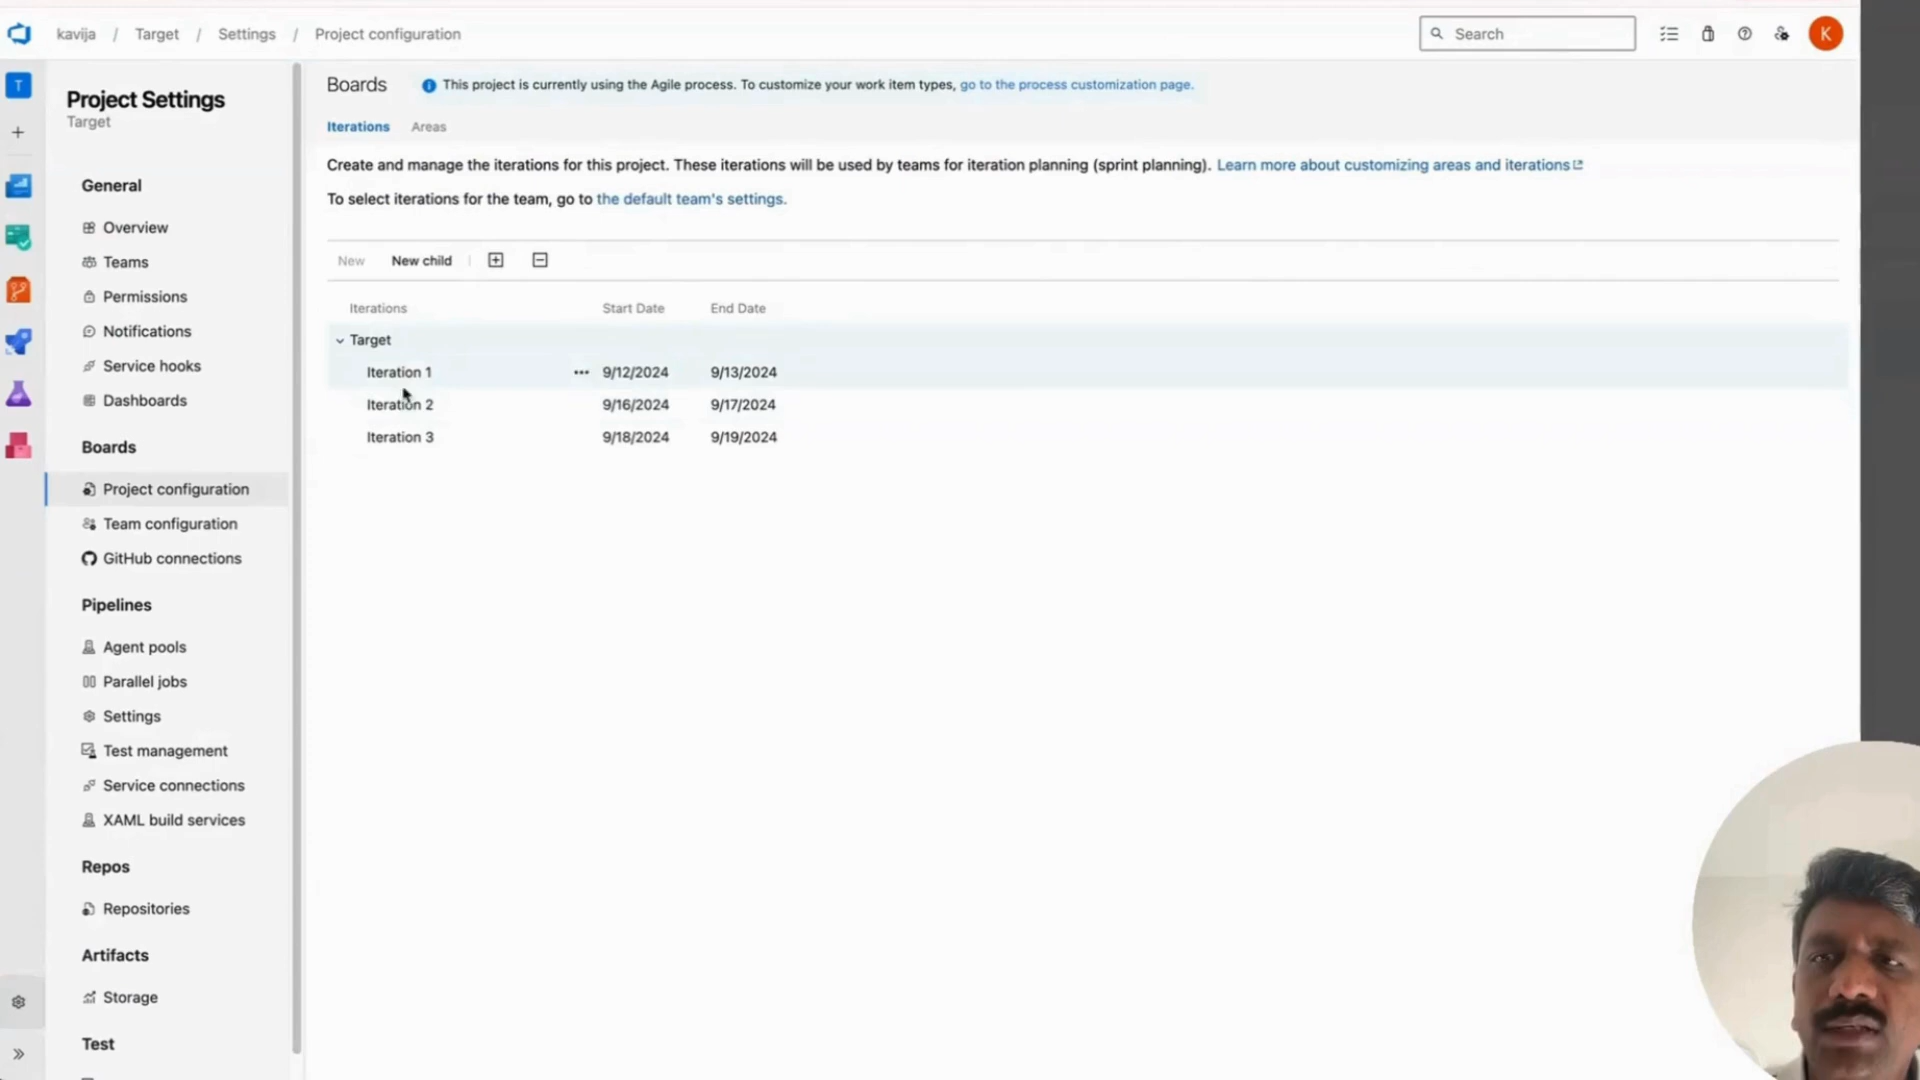 kavija / Target / Settings / Project configuration
Search
K
T
Project Settings
Target
General
Overview
Teams
Permissions
Notifications
Service hooks
Dashboards
Boards
Project configuration
Team configuration
GitHub connections
Pipelines
Agent pools
Parallel jobs
Settings
Test management
Service connections
XAML build services
Repos
Repositories
Artifacts
Storage
Test
Boards
This project is currently using the Agile process. To customize your work item types, go to the process customization page.
Iterations Areas
Create and manage the iterations for this project. These iterations will be used by teams for iteration planning (sprint planning). Learn more about customizing areas and iterations
To select iterations for the team, go to the default team's settings.
New New child
Iterations Start Date End Date
Target
Iteration 1 ••• 9/12/2024 9/13/2024
Iteration 2 9/16/2024 9/17/2024
Iteration 3 9/18/2024 9/19/2024